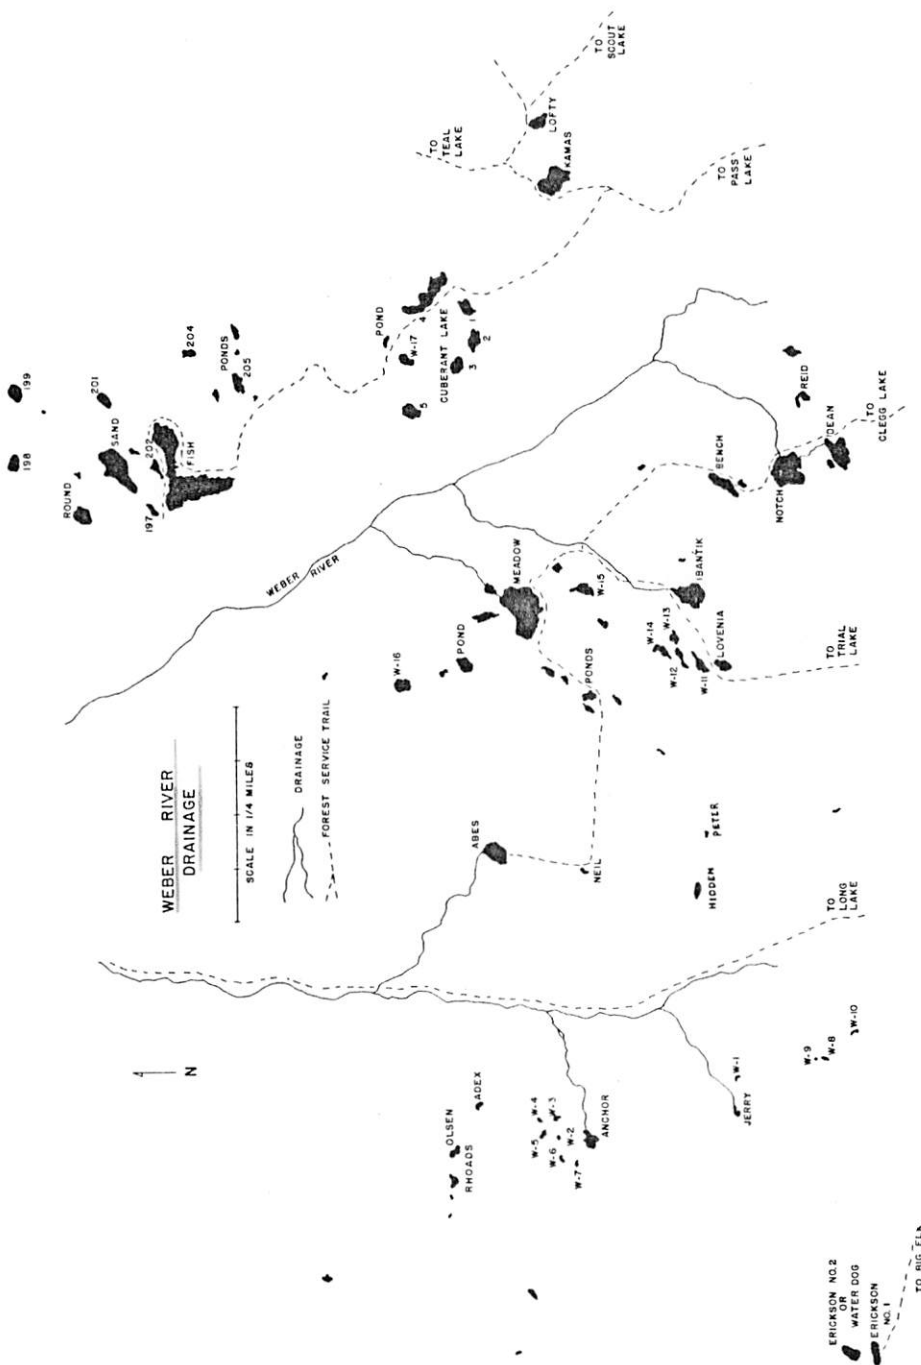 WEBER RIVER
DRAINAGE
SCALE IN 1/4 MILES
DRAINAGE
FOREST SERVICE TRAIL
N
198
199
ROUND
SAND
201
197
202
FISH
204
PONDS
205
WEBER
RIVER
POND
W-17
4
CUBERANT LAKE
5
3
2
1
TO
TEAL
LAKE
TO
SCOUT
LAKE
LOFTY
KAMAS
TO
PASS
LAKE
W-16
POND
MEADOW
PONDS
W-15
W-14
W-13
W-12
W-11
LOVENIA
IBANTIK
BENCH
NOTCH
REID
DEAN
TO
CLEGG LAKE
TO
TRIAL
LAKE
ABES
NEIL
HIDDEN
PETER
TO
LONG
LAKE
OLSEN
RHOADS
ADEX
W-4
W-3
W-5
W-2
W-6
W-7
ANCHOR
JERRY
W-1
W-9
W-8
W-10
ERICKSON NO.2
OR
WATER DOG
ERICKSON
NO. 1
TO BIG ELK